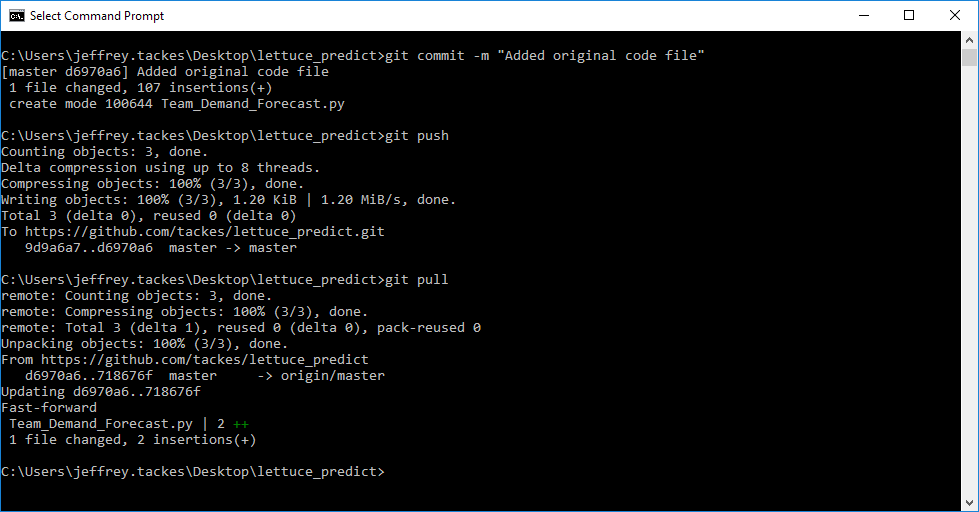 Select Command Prompt
C:\Users\jeffrey.tackes\Desktop\lettuce_predict>git commit -m "Added original code file"
[master d6970a6] Added original code file
 1 file changed, 107 insertions(+)
 create mode 100644 Team_Demand_Forecast.py
C:\Users\jeffrey.tackes\Desktop\lettuce_predict>git push
Counting objects: 3, done.
Delta compression using up to 8 threads.
Compressing objects: 100% (3/3), done.
Writing objects: 100% (3/3), 1.20 KiB | 1.20 MiB/s, done.
Total 3 (delta 0), reused 0 (delta 0)
To https://github.com/tackes/lettuce_predict.git
   9d9a6a7..d6970a6  master -> master
C:\Users\jeffrey.tackes\Desktop\lettuce_predict>git pull
remote: Counting objects: 3, done.
remote: Compressing objects: 100% (3/3), done.
remote: Total 3 (delta 1), reused 0 (delta 0), pack-reused 0
Unpacking objects: 100% (3/3), done.
From https://github.com/tackes/lettuce_predict
   d6970a6..718676f  master     -> origin/master
Updating d6970a6..718676f
Fast-forward
 Team_Demand_Forecast.py | 2 ++
 1 file changed, 2 insertions(+)
C:\Users\jeffrey.tackes\Desktop\lettuce_predict>